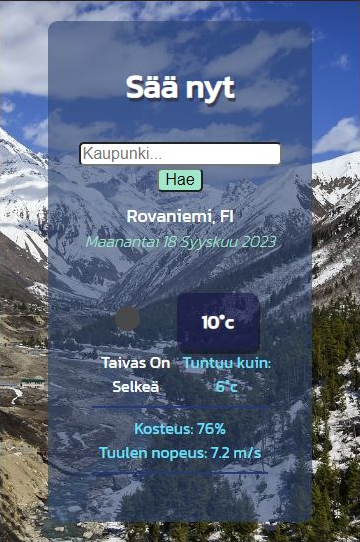 Sää nyt
Kaupunki...
Hae
Rovaniemi, FI
Maanantai 18 Syyskuu 2023
10°c
Taivas On
Selkeä
Tuntuu kuin:
6°c
Kosteus: 76%
Tuulen nopeus: 7.2 m/s